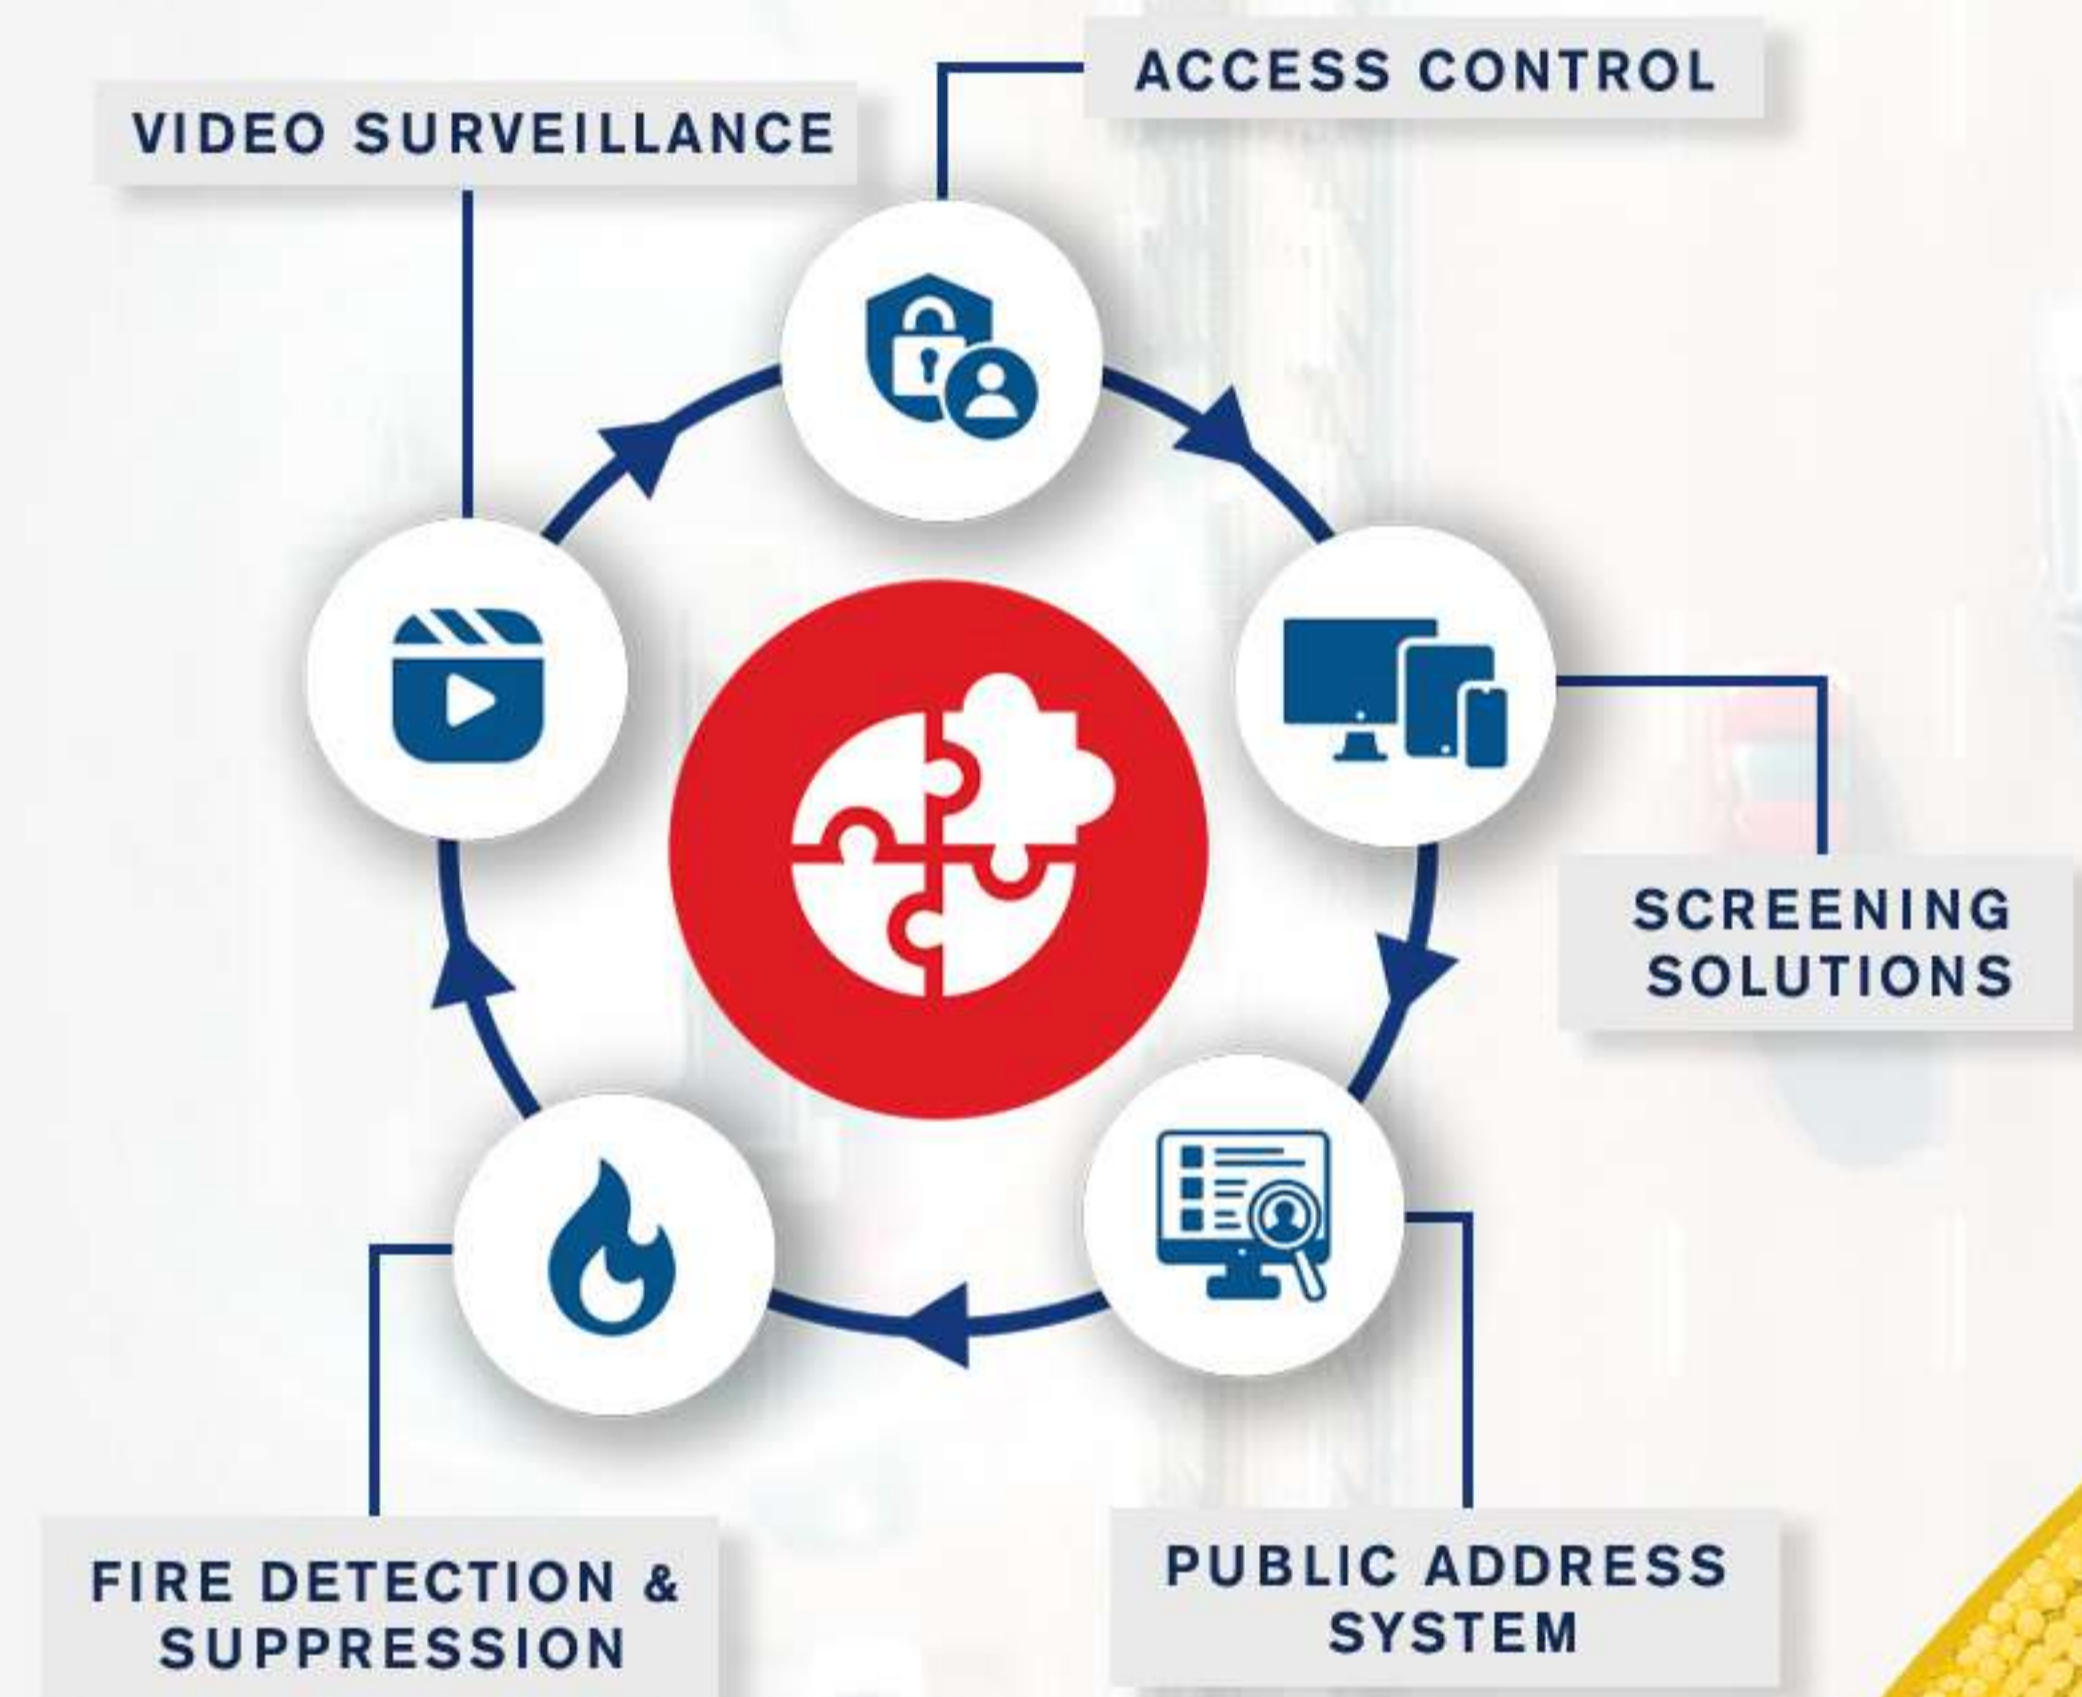 ACCESS CONTROL
VIDEO SURVEILLANCE
SCREENING
SOLUTIONS
PUBLIC ADDRESS
SYSTEM
FIRE DETECTION &
SUPPRESSION